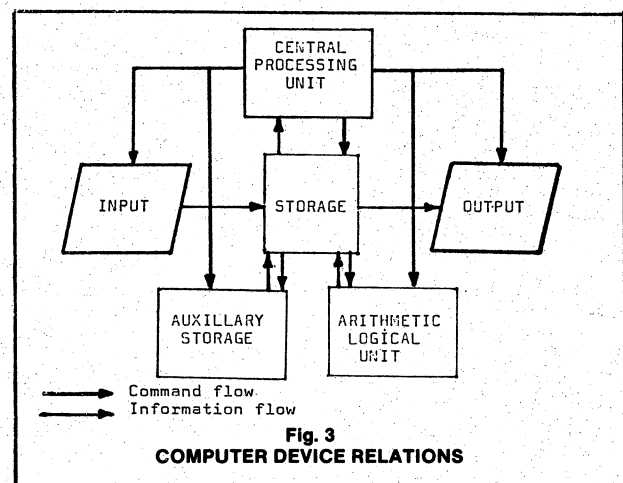 CENTRAL
PROCESSING
UNIT
INPUT
STORAGE
OUTPUT
AUXILLARY
STORAGE
ARITHMETIC
LOGICAL
UNIT
Command flow
Information flow
Fig. 3
COMPUTER DEVICE RELATIONS